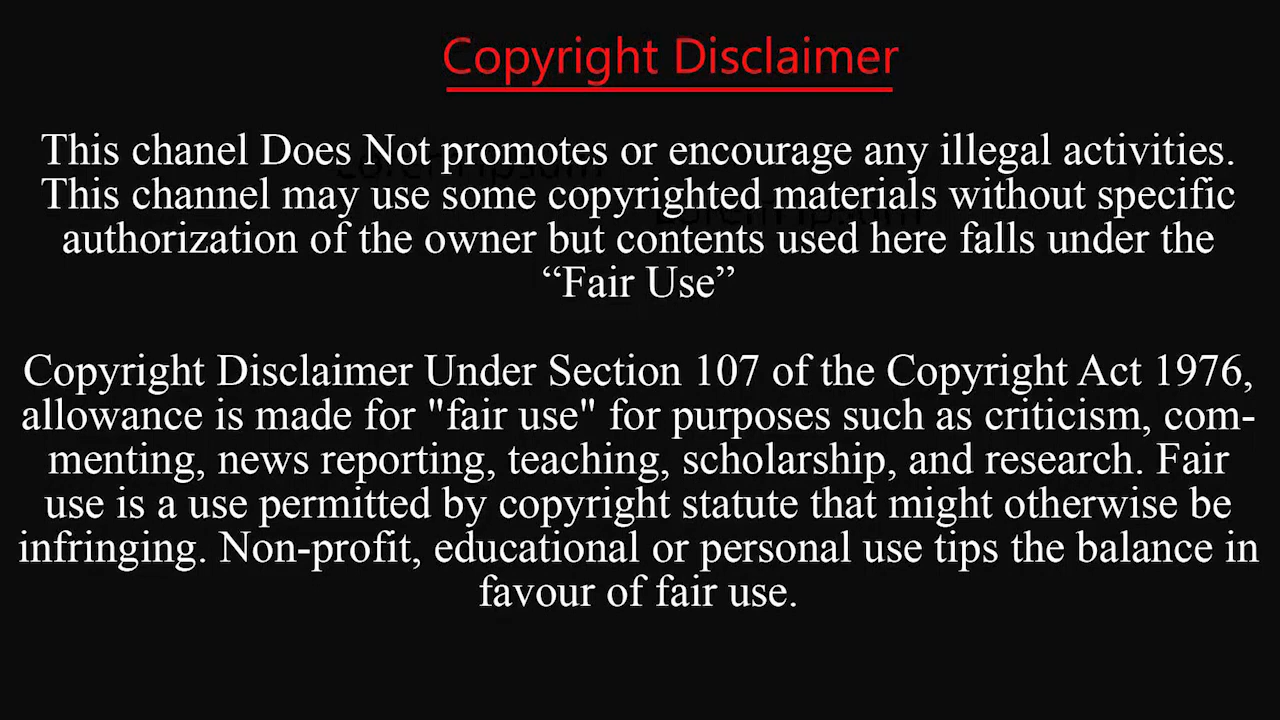 Copyright Disclaimer
This chanel Does Not promotes or encourage any illegal activities.
This channel may use some copyrighted materials without specific
authorization of the owner but contents used here falls under the
“Fair Use”
Copyright Disclaimer Under Section 107 of the Copyright Act 1976,
allowance is made for "fair use" for purposes such as criticism, com-
menting, news reporting, teaching, scholarship, and research. Fair
use is a use permitted by copyright statute that might otherwise be
infringing. Non-profit, educational or personal use tips the balance in
favour of fair use.